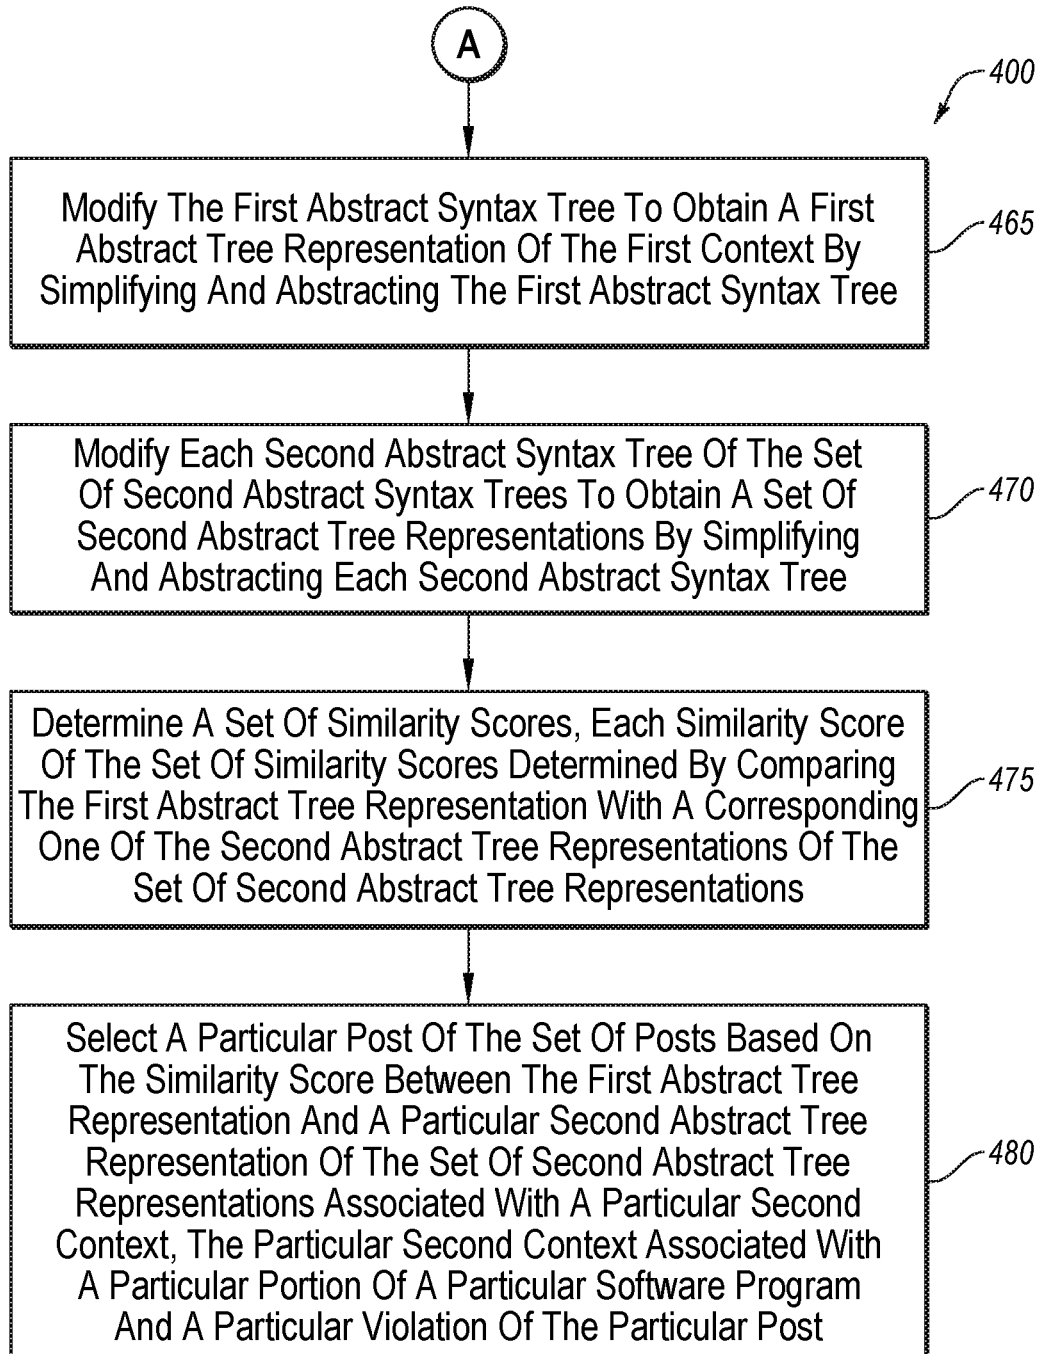 A
400
Modify The First Abstract Syntax Tree To Obtain A First
Abstract Tree Representation Of The First Context By
Simplifying And Abstracting The First Abstract Syntax Tree
465
Modify Each Second Abstract Syntax Tree Of The Set
Of Second Abstract Syntax Trees To Obtain A Set Of
Second Abstract Tree Representations By Simplifying
And Abstracting Each Second Abstract Syntax Tree
470
Determine A Set Of Similarity Scores, Each Similarity Score
Of The Set Of Similarity Scores Determined By Comparing
The First Abstract Tree Representation With A Corresponding
One Of The Second Abstract Tree Representations Of The
Set Of Second Abstract Tree Representations
475
Select A Particular Post Of The Set Of Posts Based On
The Similarity Score Between The First Abstract Tree
Representation And A Particular Second Abstract Tree
Representation Of The Set Of Second Abstract Tree
Representations Associated With A Particular Second
Context, The Particular Second Context Associated With
A Particular Portion Of A Particular Software Program
And A Particular Violation Of The Particular Post
480